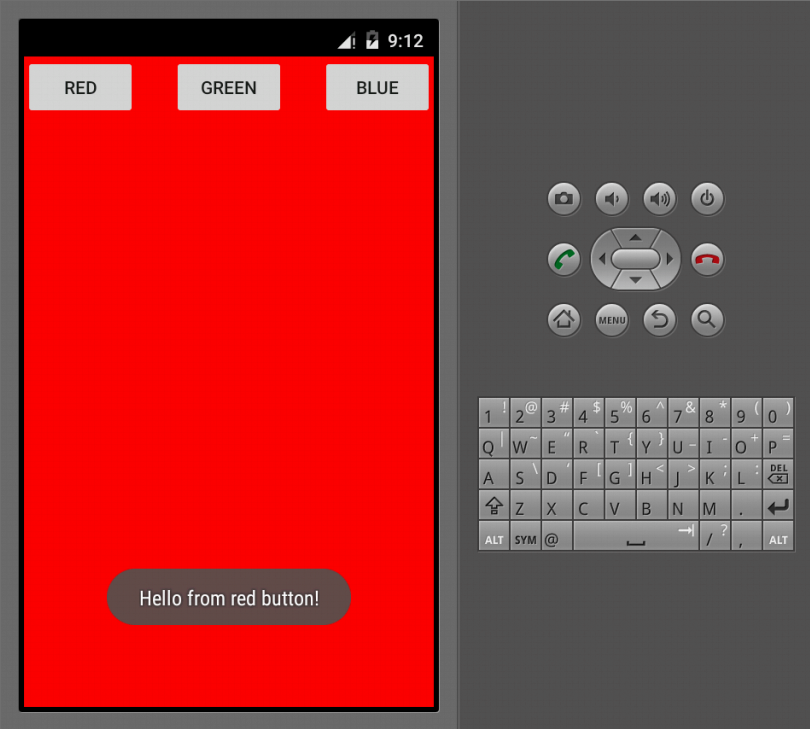 9:12
RED GREEN BLUE
Hello from red button!
MENU
1 ! 2 @ 3 # 4 $ 5 % 6 ^ 7 & 8 * 9 ( 0 )
Q | W ~ E " R ` T { Y } U _ I - O + P =
A S \ D ' F [ G ] H < J > K ; L : DEL
Z X C V B N M .
ALT SYM @ / ? , ALT